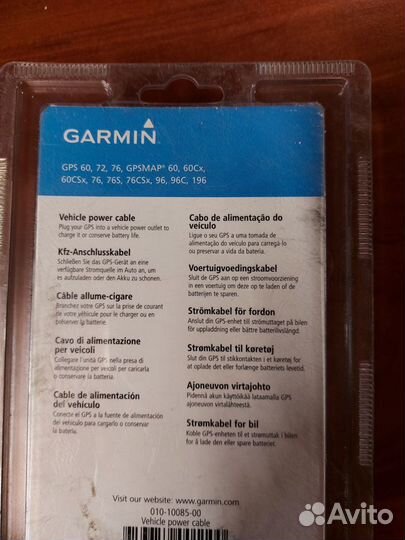 GARMIN
GPS 60, 72, 76, GPSMAP® 60, 60Cx,
60CSx, 76, 76S, 76CSx, 96, 96C, 196
Vehicle power cable
Plug your GPS into a vehicle power outlet to
charge it or conserve battery life.
Kfz-Anschlusskabel
Schließen Sie das GPS-Gerät an eine
verfügbare Stromquelle im Auto an, um
es aufzuladen oder den Akku zu schonen.
Câble allume-cigare
Branchez votre GPS sur la prise de courant
de votre véhicule pour le charger ou en
préserver la batterie.
Cavo di alimentazione
per veicoli
Collegare l'unità GPS nella presa di
alimentazione per veicoli per caricarla
o conservare la batteria.
Cable de alimentación
del vehículo
Conecte el GPS a la fuente de alimentación
del vehículo para cargarlo o conservar
la batería.
Cabo de alimentação do
veículo
Ligue o seu GPS a uma tomada de
alimentação do veículo para carregá-lo
ou preservar a vida da bateria.
Voertuigvoedingskabel
Sluit de GPS aan op een stroomvoorziening
in een voertuig om deze op te laden of de
batterijen te sparen.
Strömkabel för fordon
Anslut din GPS-enhet till strömuttaget på bilen
för uppladdning eller bättre batterilivslängd.
Strømkabel til køretøj
Slut din GPS til stikkontakten i et køretøj for at
oplade det eller forlænge batteriets levetid.
Ajoneuvon virtajohto
Pidennä akun käyttöikää lataamalla GPS
ajoneuvon virtalähteestä.
Strømkabel for bil
Koble GPS-enheten til et strømuttak i bilen
for å lade den eller spare batteriet.
Visit our website: www.garmin.com
010-10085-00
Vehicle power cable
Avito